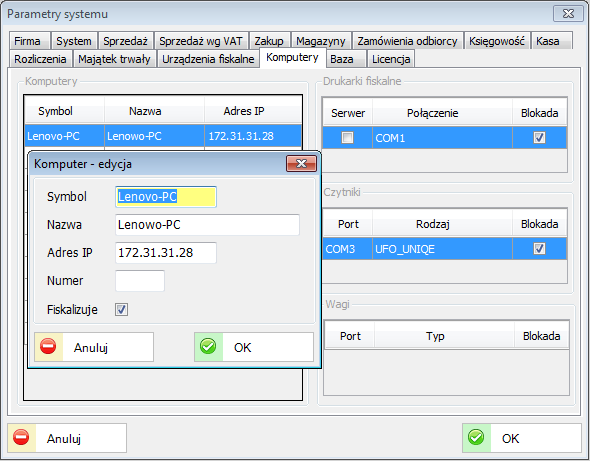 Parametry systemu
Firma System Sprzedaż Sprzedaż wg VAT Zakup Magazyny Zamówienia odbiorcy Księgowość Kasa
Rozliczenia Majątek trwały Urządzenia fiskalne Komputery Baza Licencja
Komputery
Symbol Nazwa Adres IP
Lenovo-PC Lenowo-PC 172.31.31.28
Drukarki fiskalne
Serwer Połączenie Blokada
COM1
Komputer - edycja
Symbol Lenovo-PC
Nazwa Lenowo-PC
Adres IP 172.31.31.28
Numer
Fiskalizuje
Anuluj OK
Czytniki
Port Rodzaj Blokada
COM3 UFO_UNIQE
Wagi
Port Typ Blokada
Anuluj OK